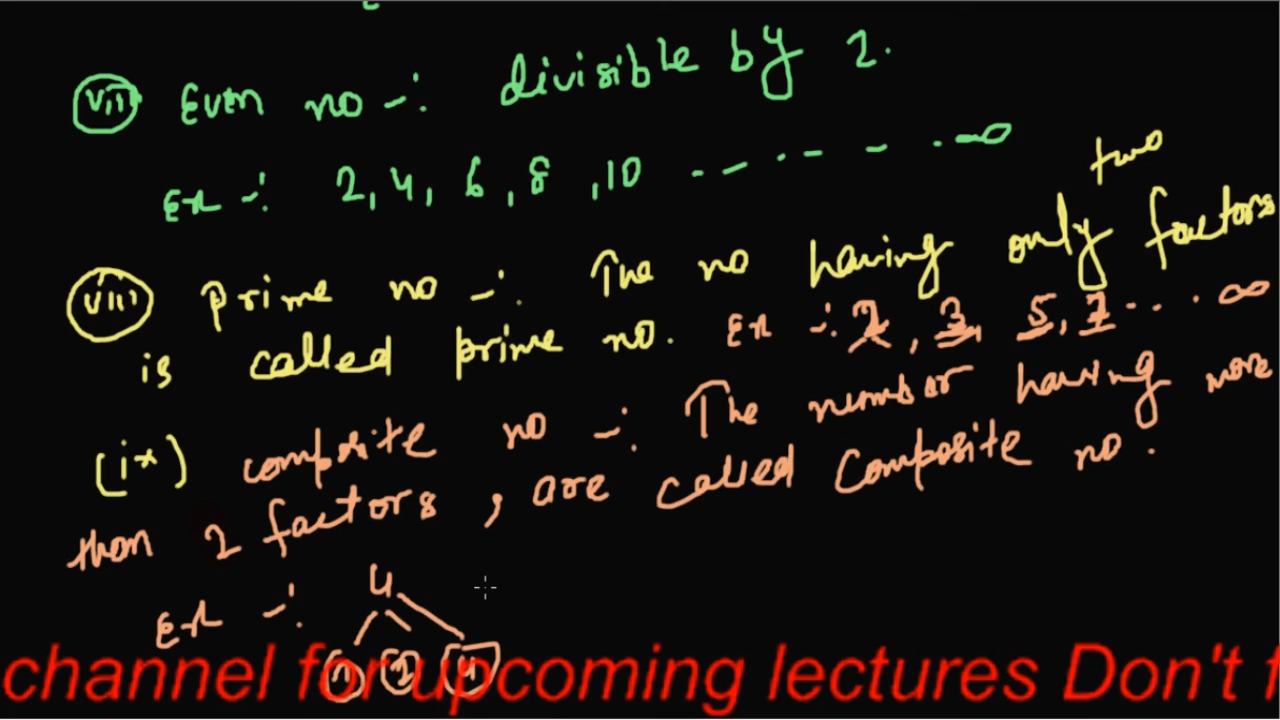 (vii) Even no -: divisible by 2.
Ex -: 2, 4, 6, 8, 10 -- . -- - . -∞
two
(viii) prime no -: The no having only factors
is called prime no. Ex -: 2, 3, 5, 7 . . . . ∞
(ix) composite no -: The number having more
than 2 factors, are called composite no.
Ex -: 4
1 2 4
channel for upcoming lectures Don't f